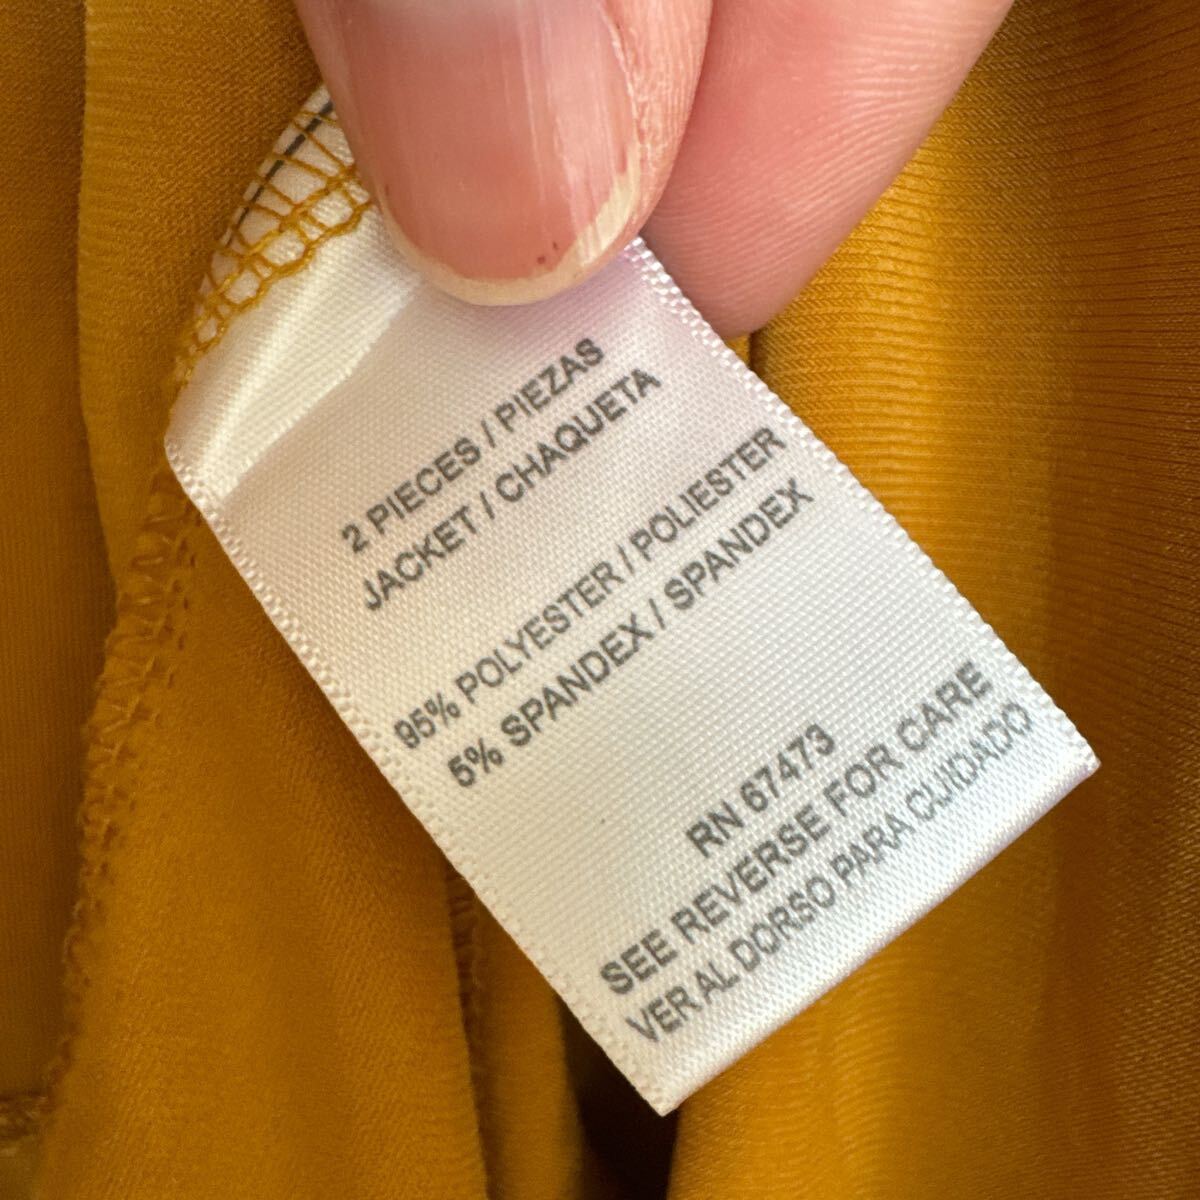 2 PIECES / PIEZAS
JACKET / CHAQUETA
95% POLYESTER / POLIESTER
5% SPANDEX / SPANDEX
RN 67473
SEE REVERSE FOR CARE
VER AL DORSO PARA CUIDADO